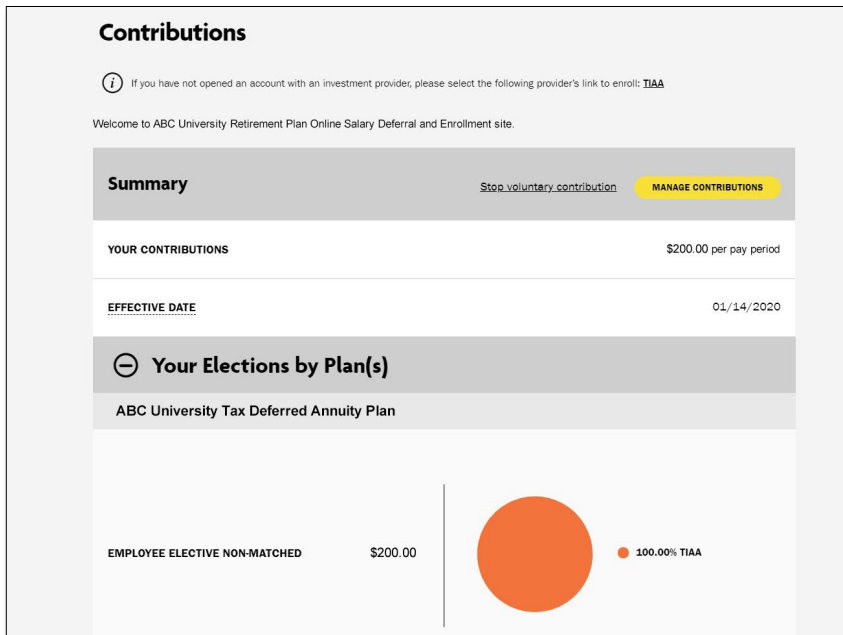 Contributions
i If you have not opened an account with an investment provider, please select the following provider's link to enroll: TIAA
Welcome to ABC University Retirement Plan Online Salary Deferral and Enrollment site.
Summary Stop voluntary contribution MANAGE CONTRIBUTIONS
YOUR CONTRIBUTIONS $200.00 per pay period
EFFECTIVE DATE 01/14/2020
Your Elections by Plan(s)
ABC University Tax Deferred Annuity Plan
EMPLOYEE ELECTIVE NON-MATCHED $200.00 100.00% TIAA